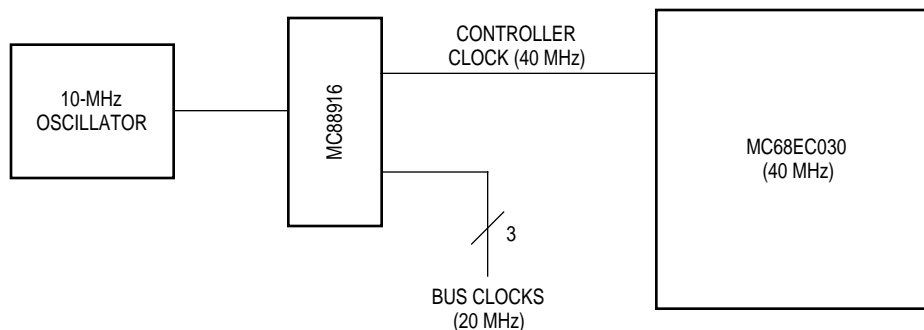 CONTROLLER
CLOCK (40 MHz)
10-MHz
OSCILLATOR
MC88916
MC68EC030
(40 MHz)
3
BUS CLOCKS
(20 MHz)